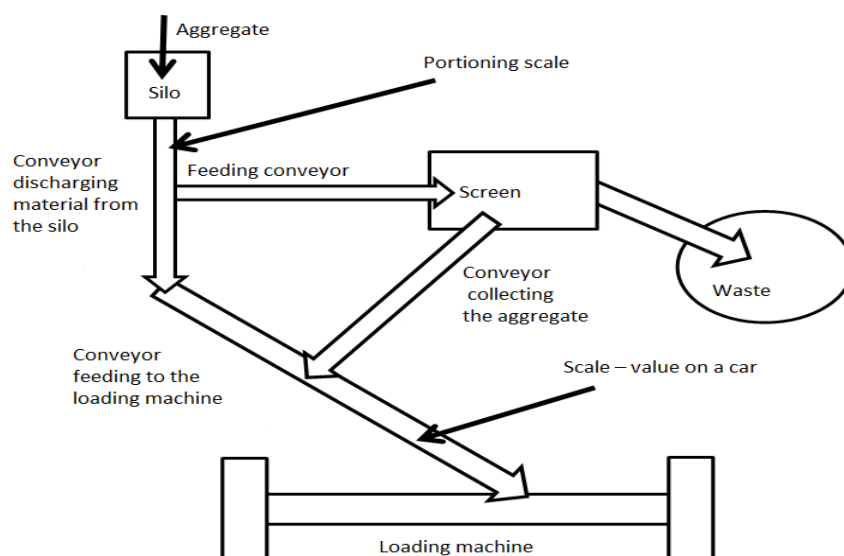 Aggregate
Silo
Portioning scale
Conveyor
discharging
material from
the silo
Feeding conveyor
Screen
Waste
Conveyor
collecting
the aggregate
Conveyor
feeding to the
loading machine
Scale – value on a car
Loading machine